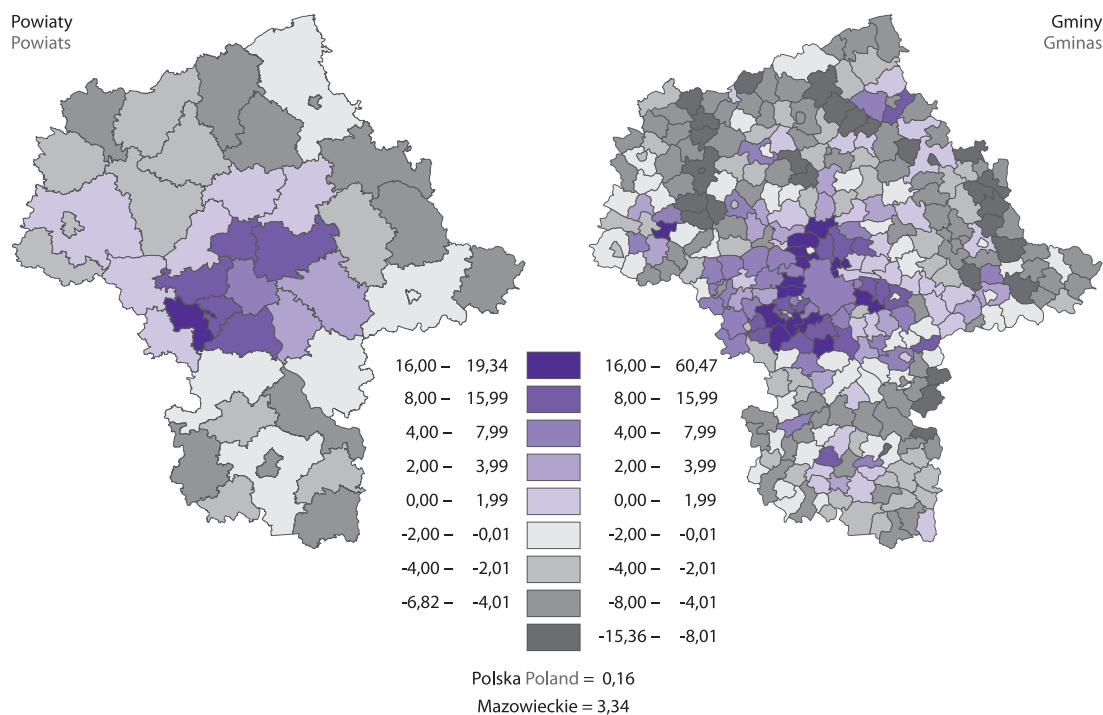 Powiaty
Powiats
Gminy
Gminas
16,00 – 19,34 16,00 – 60,47
8,00 – 15,99 8,00 – 15,99
4,00 – 7,99 4,00 – 7,99
2,00 – 3,99 2,00 – 3,99
0,00 – 1,99 0,00 – 1,99
-2,00 – -0,01 -2,00 – -0,01
-4,00 – -2,01 -4,00 – -2,01
-6,82 – -4,01 -8,00 – -4,01
-15,36 – -8,01
Polska Poland = 0,16
Mazowieckie = 3,34